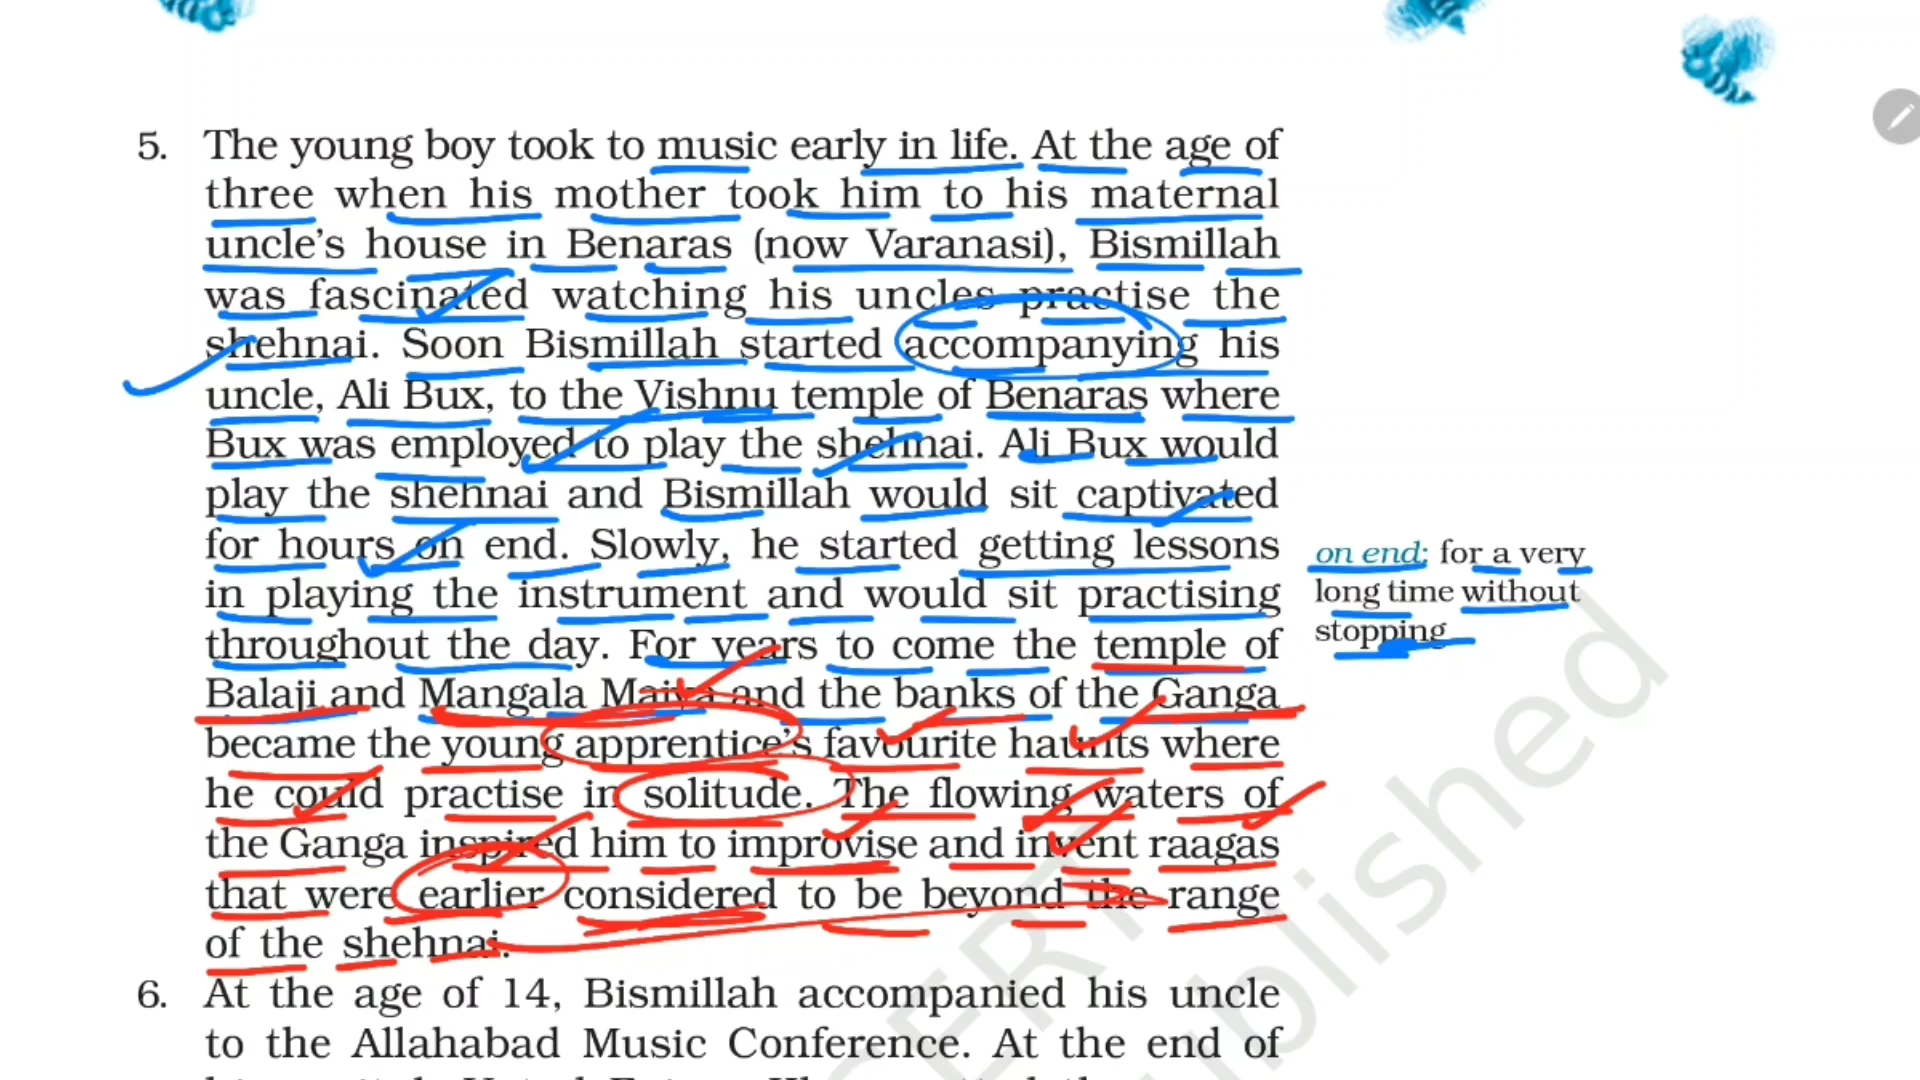 5. The young boy took to music early in life. At the age of
three when his mother took him to his maternal
uncle's house in Benaras (now Varanasi), Bismillah
was fascinated watching his uncles practise the
shehnai. Soon Bismillah started accompanying his
uncle, Ali Bux, to the Vishnu temple of Benaras where
Bux was employed to play the shehnai. Ali Bux would
play the shehnai and Bismillah would sit captivated
for hours on end. Slowly, he started getting lessons
in playing the instrument and would sit practising
throughout the day. For years to come the temple of
Balaji and Mangala Maiya and the banks of the Ganga
became the young apprentice's favourite haunts where
he could practise in solitude. The flowing waters of
the Ganga inspired him to improvise and invent raagas
that were earlier considered to be beyond the range
of the shehnai.
on end: for a very
long time without
stopping
6. At the age of 14, Bismillah accompanied his uncle
to the Allahabad Music Conference. At the end of